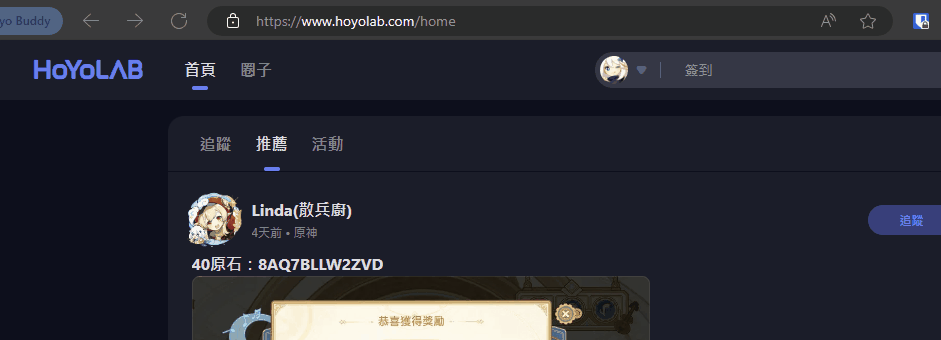 yo Buddy
https://www.hoyolab.com/home
HoYoLAB 首頁 圈子 簽到
追蹤 推薦 活動
Linda(散兵廚)
4天前 • 原神
追蹤
40原石：8AQ7BLLW2ZVD
恭喜獲得獎勵